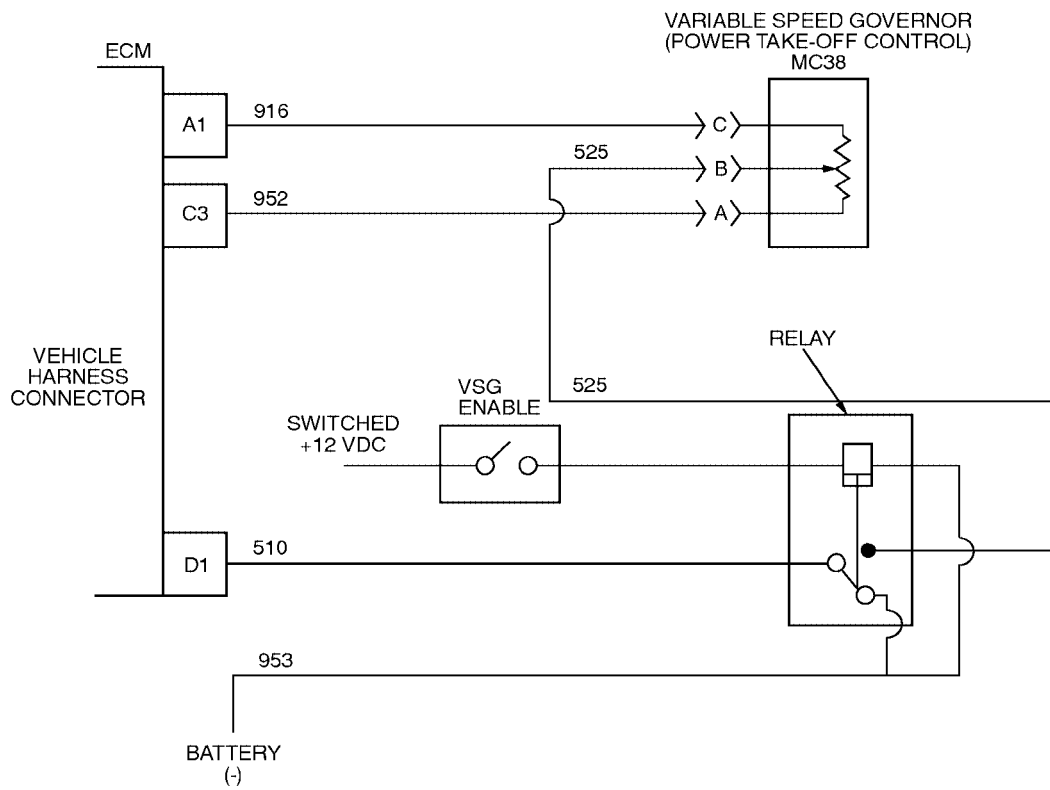 VARIABLE SPEED GOVERNOR
(POWER TAKE-OFF CONTROL)
MC38
ECM
A1
916
C
525
B
C3
952
A
RELAY
VEHICLE
HARNESS
CONNECTOR
VSG
ENABLE
525
SWITCHED
+12 VDC
D1
510
953
BATTERY
(-)